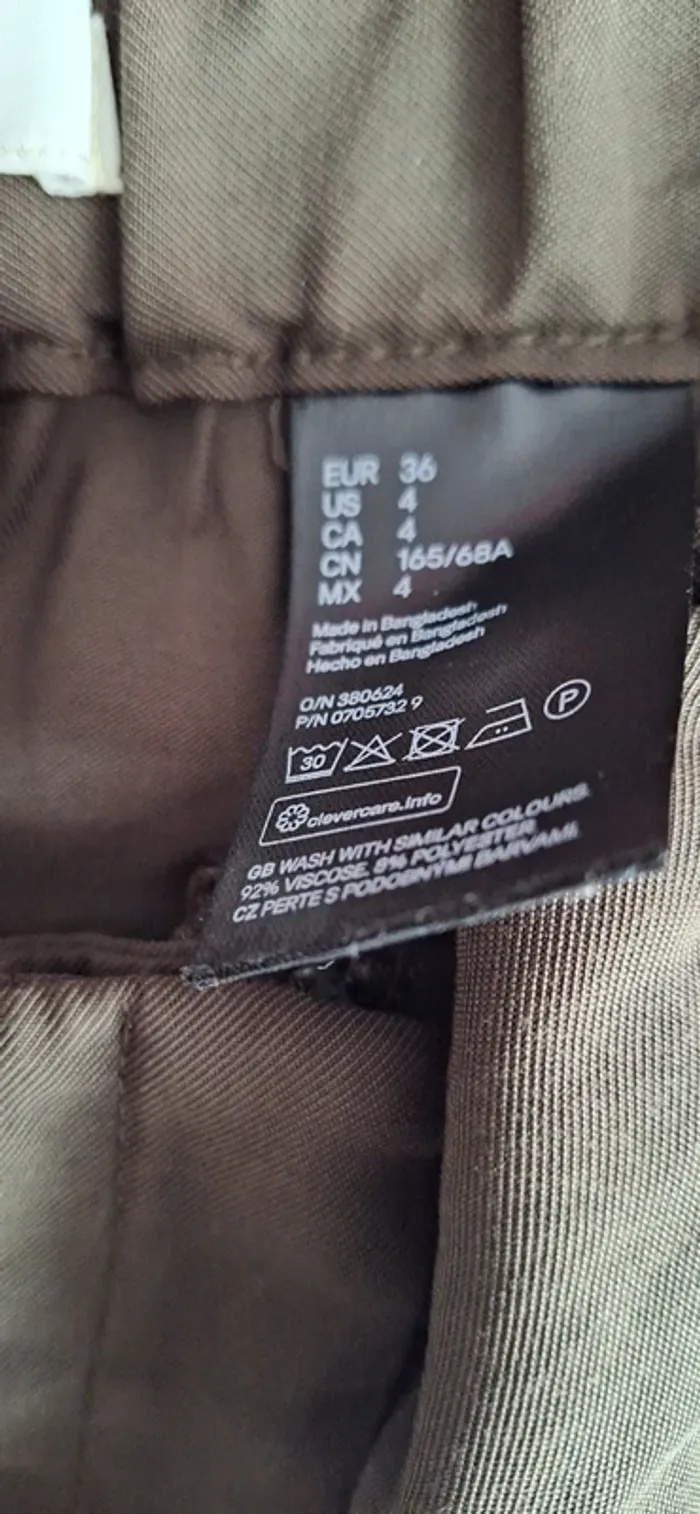 EUR 36
US 4
CA 4
CN 165/68A
MX 4
Made in Bangladesh
Fabriqué en Bangladesh
Hecho en Bangladesh
O/N 380624
P/N 0705732 9
30
P
clevercare.info
GB WASH WITH SIMILAR COLOURS.
92% VISCOSE, 8% POLYESTER
CZ PERTE S PODOBNÝMI BARVAMI.